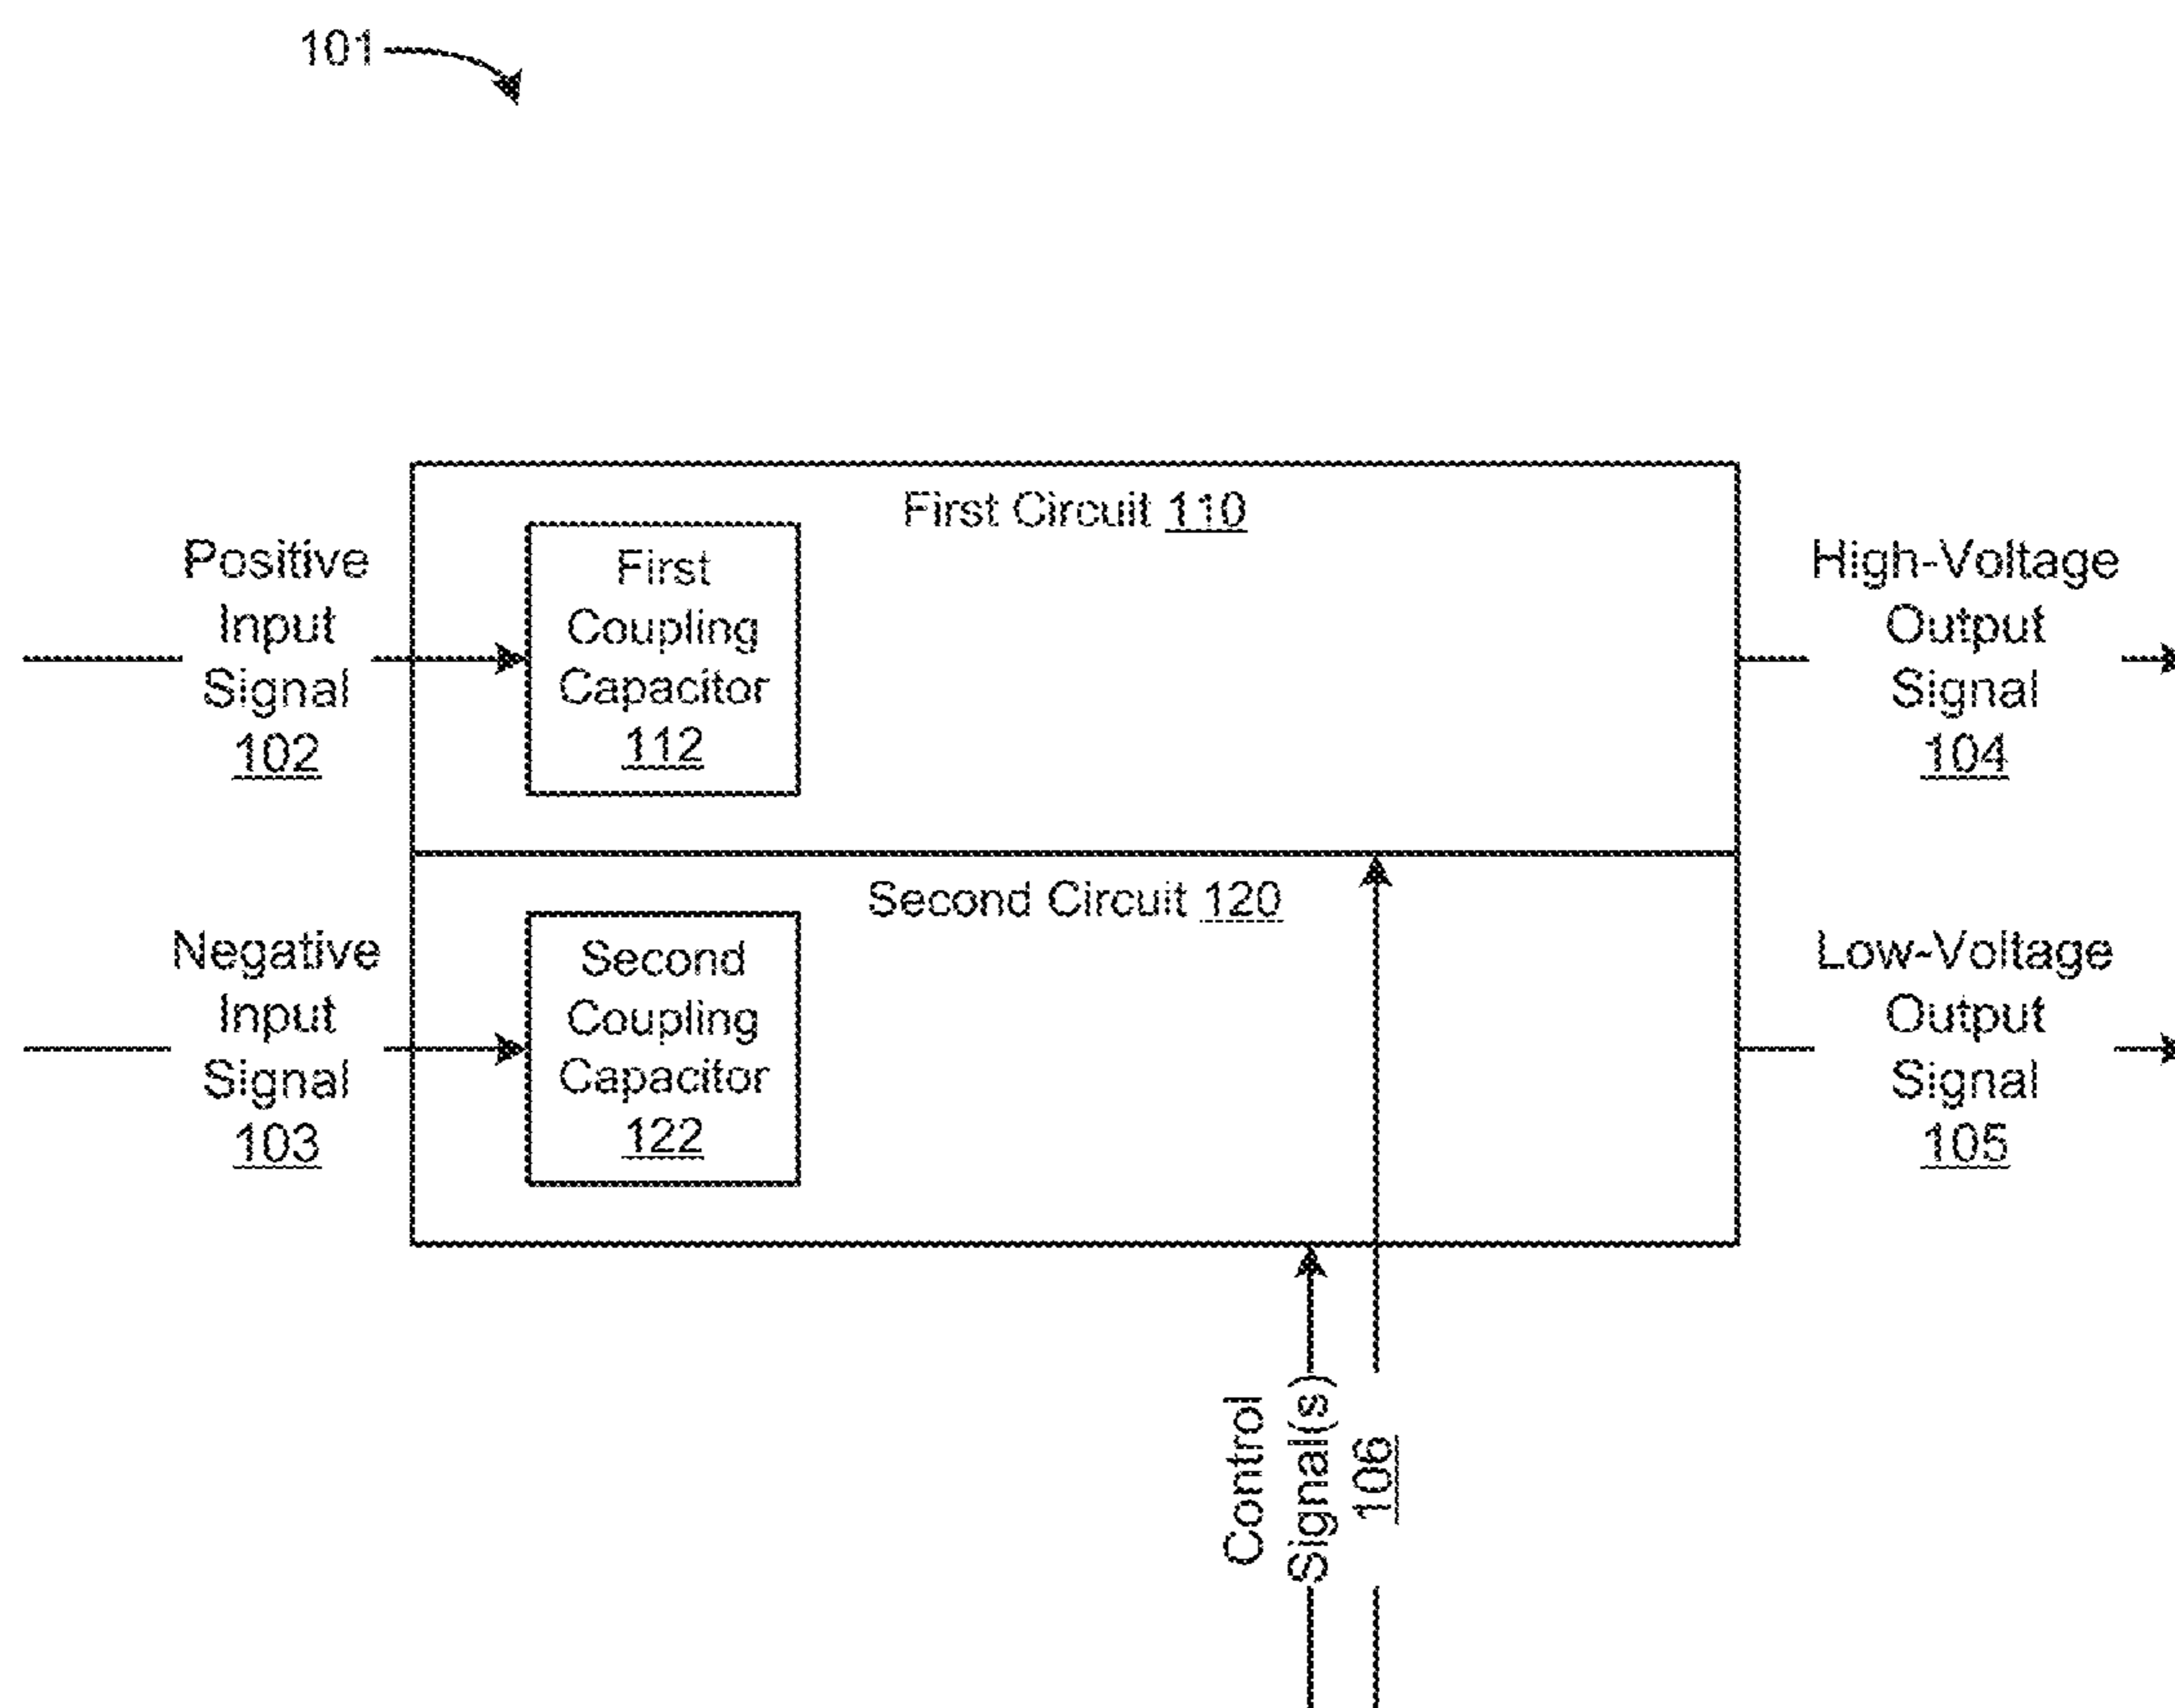 101
First Circuit 110
Positive
Input
Signal
102
First
Coupling
Capacitor
112
High-Voltage
Output
Signal
104
Second Circuit 120
Negative
Input
Signal
103
Second
Coupling
Capacitor
122
Low-Voltage
Output
Signal
105
Control
Signal(s)
106